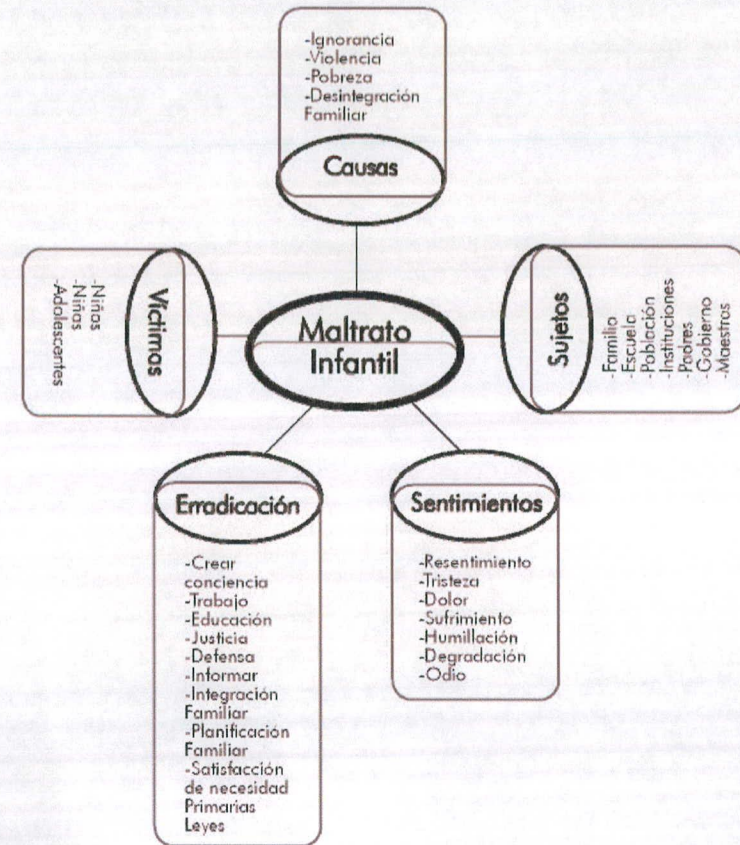 -Ignorancia
-Violencia
-Pobreza
-Desintegración
Familiar
Causas
Maltrato
Infantil
Víctimas
-Niñas
-Niños
-Adolescentes
Sujetos
-Familia
-Escuela
-Población
-Instituciones
Padres
-Gobierno
-Maestros
Erradicación
-Crear
conciencia
-Trabajo
-Educación
-Justicia
-Defensa
-Informar
-Integración
Familiar
-Planificación
Familiar
-Satisfacción
de necesidad
Primarias
Leyes
Sentimientos
-Resentimiento
-Tristeza
-Dolor
-Sufrimiento
-Humillación
-Degradación
-Odio